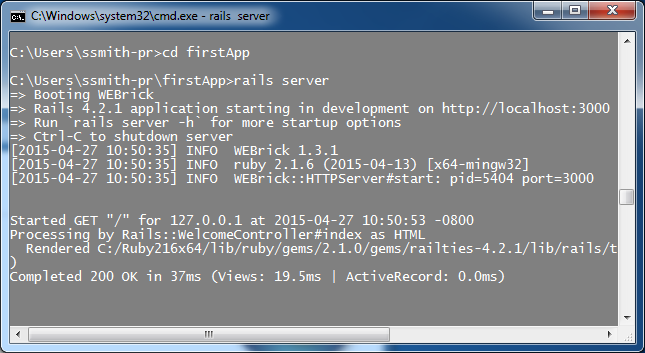 C:\Windows\system32\cmd.exe - rails  server
C:\Users\ssmith-pr>cd firstApp
C:\Users\ssmith-pr\firstApp>rails server
=> Booting WEBrick
=> Rails 4.2.1 application starting in development on http://localhost:3000
=> Run `rails server -h` for more startup options
=> Ctrl-C to shutdown server
[2015-04-27 10:50:35] INFO  WEBrick 1.3.1
[2015-04-27 10:50:35] INFO  ruby 2.1.6 (2015-04-13) [x64-mingw32]
[2015-04-27 10:50:35] INFO  WEBrick::HTTPServer#start: pid=5404 port=3000
Started GET "/" for 127.0.0.1 at 2015-04-27 10:50:53 -0800
Processing by Rails::WelcomeController#index as HTML
  Rendered C:/Ruby216x64/lib/ruby/gems/2.1.0/gems/railties-4.2.1/lib/rails/t
)
Completed 200 OK in 37ms (Views: 19.5ms | ActiveRecord: 0.0ms)